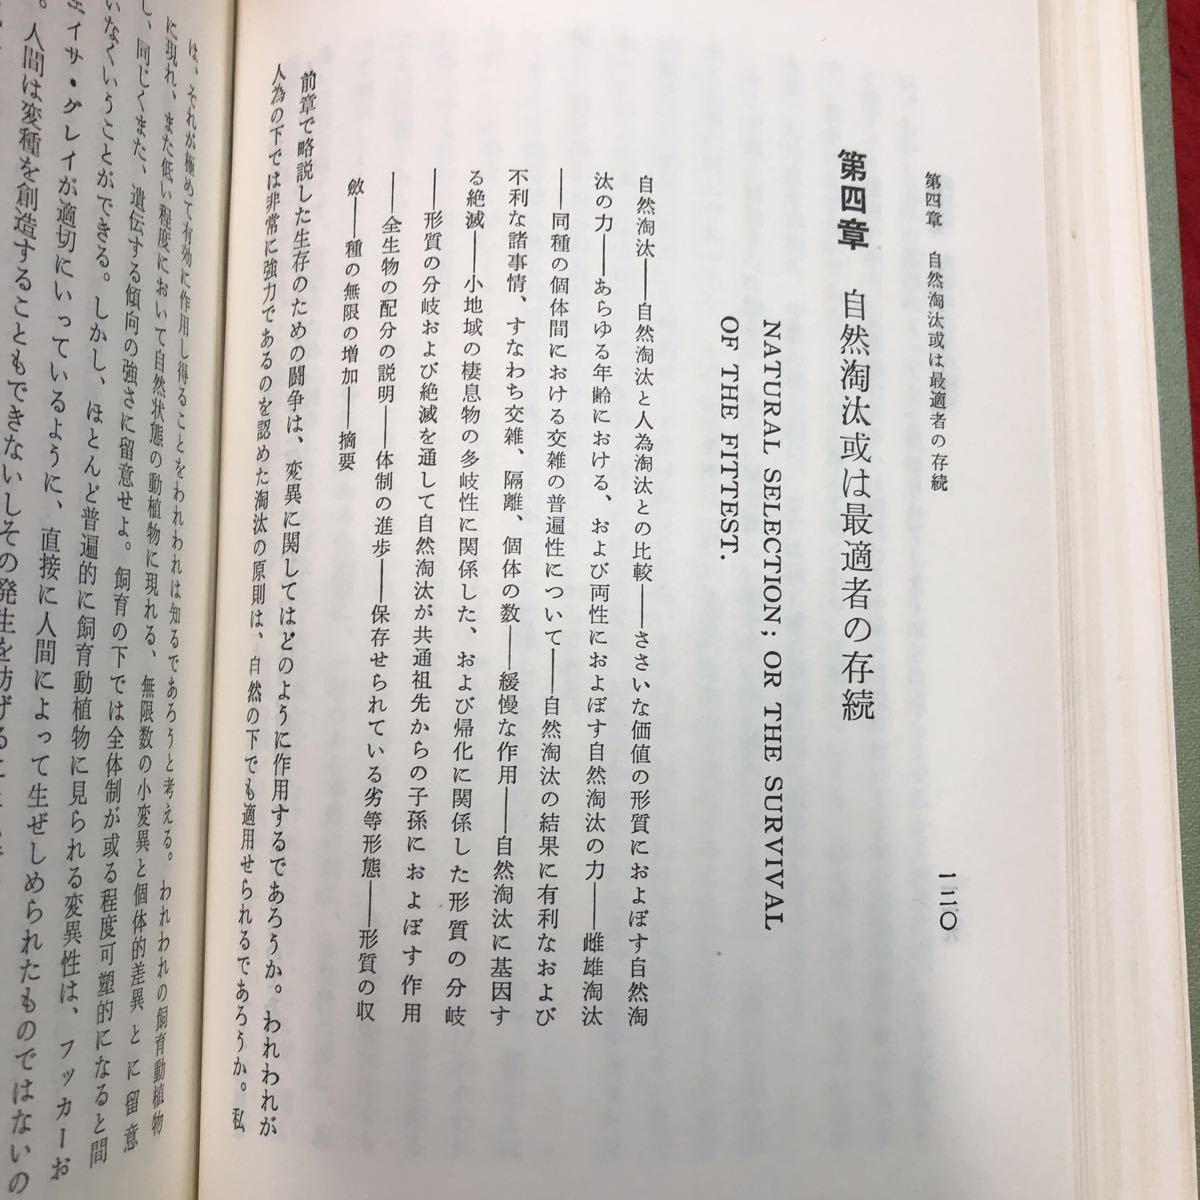 第四章　自然淘汰或は最適者の存続
一二〇
第四章　自然淘汰或は最適者の存続
NATURAL SELECTION; OR THE SURVIVAL
OF THE FITTEST.
自然淘汰——自然淘汰と人為淘汰との比較——ささいな価値の形質におよぼす自然淘
汰の力——あらゆる年齢における、および両性におよぼす自然淘汰の力——雌雄淘汰
——同種の個体間における交雑の普遍性について——自然淘汰の結果に有利なおよび
不利な諸事情、すなわち交雑、隔離、個体の数——緩慢な作用——自然淘汰に基因す
る絶滅——小地域の棲息物の多岐性に関係した、および帰化に関係した形質の分岐
——形質の分岐および絶滅を通して自然淘汰が共通祖先からの子孫におよぼす作用
——全生物の配分の説明——体制の進歩——保存せられている劣等形態——形質の収
斂——種の無限の増加——摘要
前章で略説した生存のための闘争は、変異に関してはどのように作用するであろうか。われわれが
人為の下では非常に強力であるのを認めた淘汰の原則は、自然の下でも適用せられるであろうか。私
は、それが極めて有効に作用し得ることをわれわれは知るであろうと考える。われわれの飼育動植物
に現れ、また低い程度において自然状態の動植物に現れる、無限数の小変異と個体的差異とに留意
し、同じくまた、遺伝する傾向の強さに留意せよ。飼育の下では全体制が或る程度可塑的になると間
いなくいうことができる。しかし、ほとんど普遍的に飼育動植物に見られる変異性は、フッカーお
エイサ・グレイが適切にいっているように、直接に人間によって生ぜしめられたものではないの
。人間は変種を創造することもできないしその発生を防げること